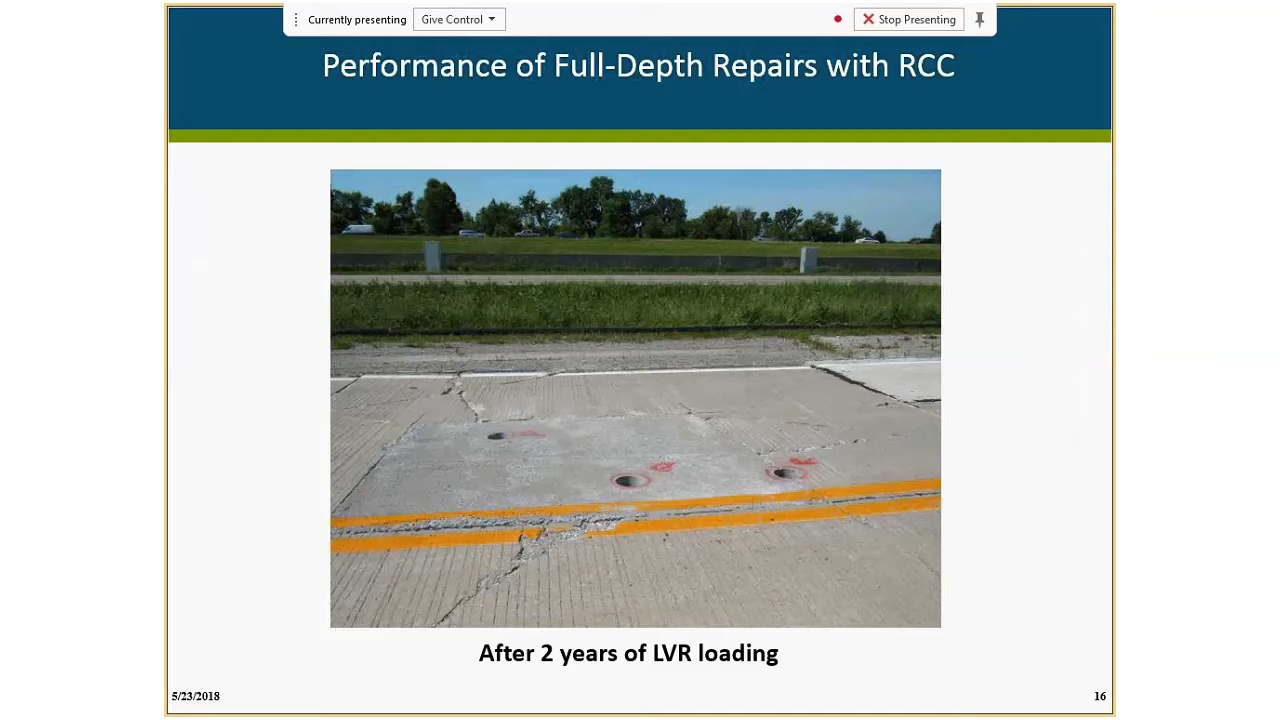 Currently presenting Give Control Stop Presenting
Performance of Full-Depth Repairs with RCC
After 2 years of LVR loading
5/23/2018 16